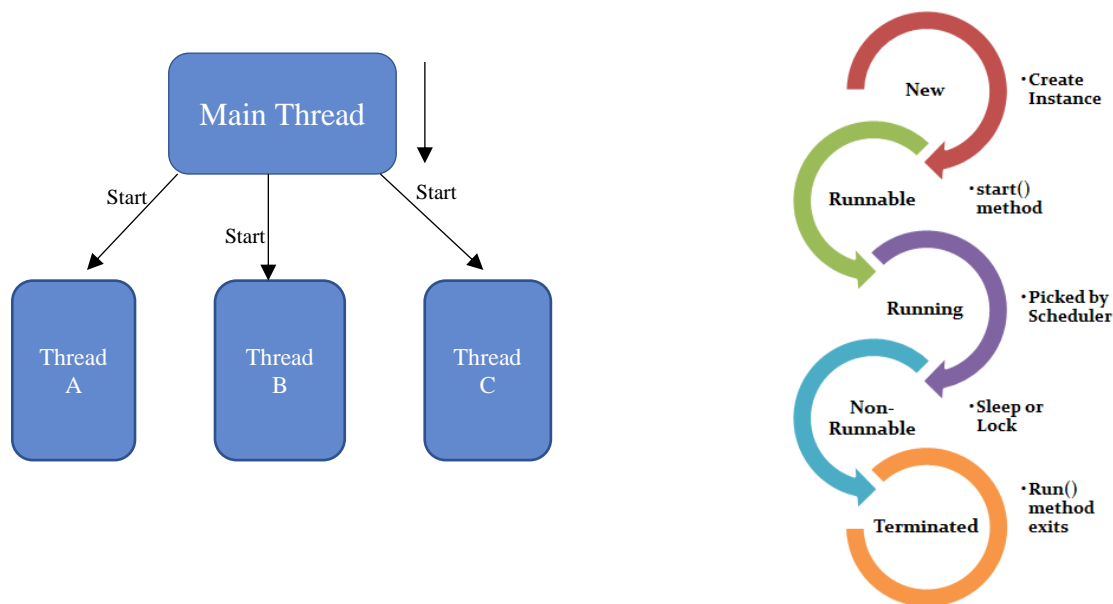 Main Thread
Start
Start
Start
Thread
A
Thread
B
Thread
C
New
•Create
Instance
Runnable
•start()
method
Running
•Picked by
Scheduler
Non-
Runnable
•Sleep or
Lock
Terminated
•Run()
method
exits